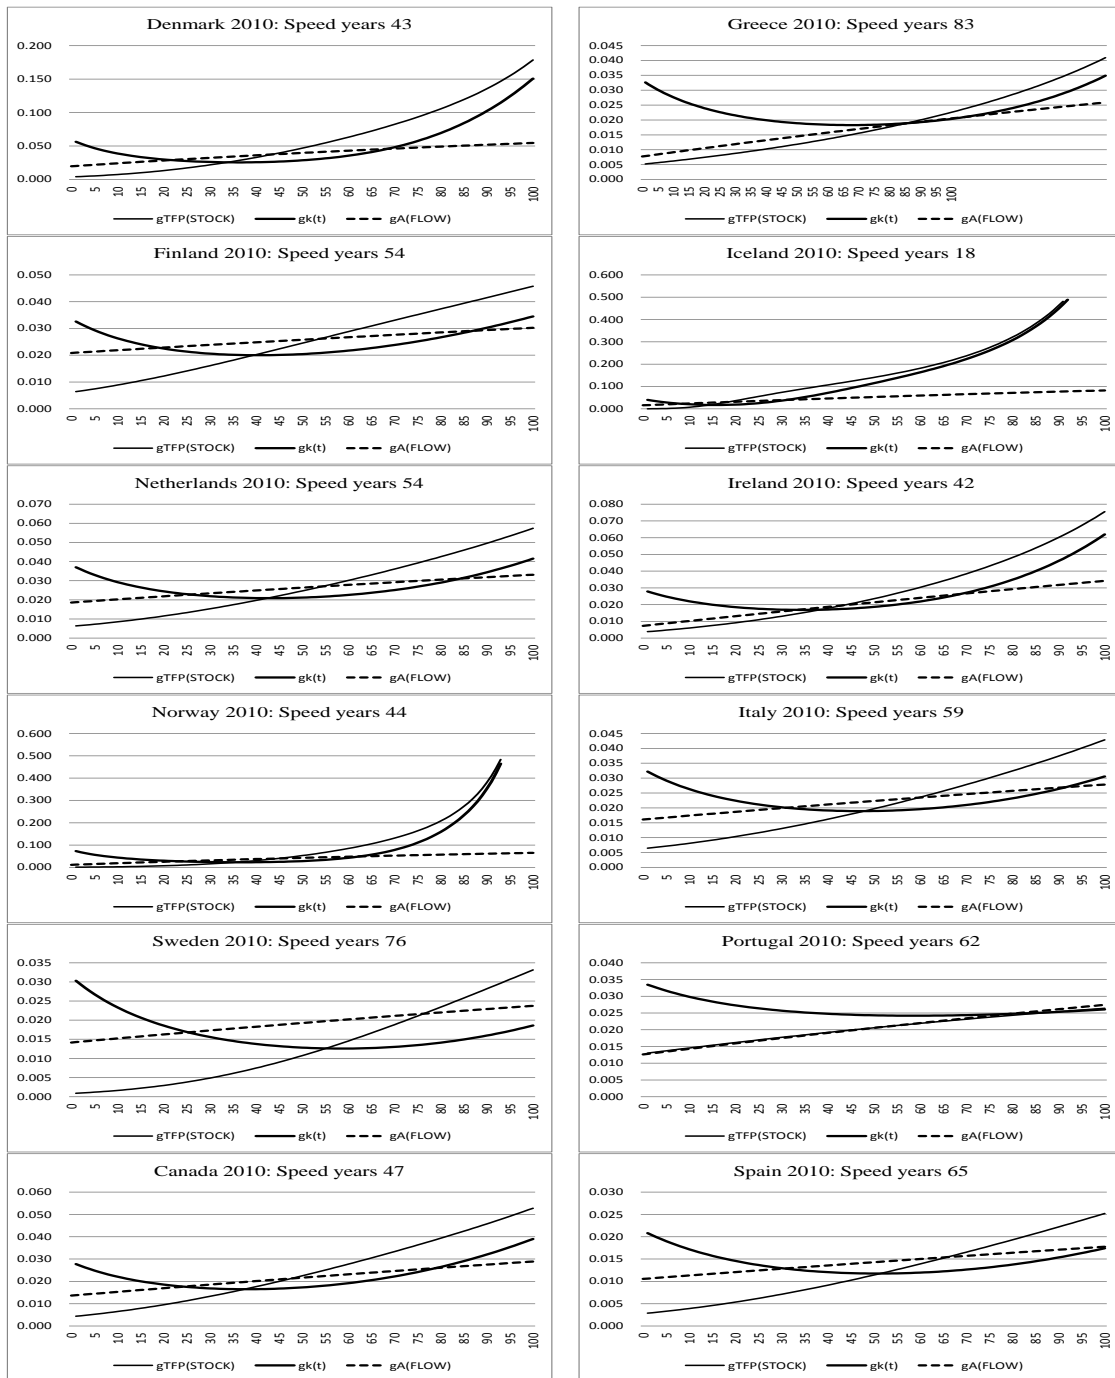 Denmark 2010: Speed years 43
0.200
0.150
0.100
0.050
0.000
0 5 10 15 20 25 30 35 40 45 50 55 60 65 70 75 80 85 90 95 100
gTFP(STOCK) gk(t) gA(FLOW)
Greece 2010: Speed years 83
0.045
0.040
0.035
0.030
0.025
0.020
0.015
0.010
0.005
0.000
0 5 10 15 20 25 30 35 40 45 50 55 60 65 70 75 80 85 90 95 100
gTFP(STOCK) gk(t) gA(FLOW)
Finland 2010: Speed years 54
0.050
0.040
0.030
0.020
0.010
0.000
0 5 10 15 20 25 30 35 40 45 50 55 60 65 70 75 80 85 90 95 100
gTFP(STOCK) gk(t) gA(FLOW)
Iceland 2010: Speed years 18
0.600
0.500
0.400
0.300
0.200
0.100
0.000
0 5 10 15 20 25 30 35 40 45 50 55 60 65 70 75 80 85 90 95 100
gTFP(STOCK) gk(t) gA(FLOW)
Netherlands 2010: Speed years 54
0.070
0.060
0.050
0.040
0.030
0.020
0.010
0.000
0 5 10 15 20 25 30 35 40 45 50 55 60 65 70 75 80 85 90 95 100
gTFP(STOCK) gk(t) gA(FLOW)
Ireland 2010: Speed years 42
0.080
0.070
0.060
0.050
0.040
0.030
0.020
0.010
0.000
0 5 10 15 20 25 30 35 40 45 50 55 60 65 70 75 80 85 90 95 100
gTFP(STOCK) gk(t) gA(FLOW)
Norway 2010: Speed years 44
0.600
0.500
0.400
0.300
0.200
0.100
0.000
0 5 10 15 20 25 30 35 40 45 50 55 60 65 70 75 80 85 90 95 100
gTFP(STOCK) gk(t) gA(FLOW)
Italy 2010: Speed years 59
0.045
0.040
0.035
0.030
0.025
0.020
0.015
0.010
0.005
0.000
0 5 10 15 20 25 30 35 40 45 50 55 60 65 70 75 80 85 90 95 100
gTFP(STOCK) gk(t) gA(FLOW)
Sweden 2010: Speed years 76
0.035
0.030
0.025
0.020
0.015
0.010
0.005
0.000
0 5 10 15 20 25 30 35 40 45 50 55 60 65 70 75 80 85 90 95 100
gTFP(STOCK) gk(t) gA(FLOW)
Portugal 2010: Speed years 62
0.040
0.035
0.030
0.025
0.020
0.015
0.010
0.005
0.000
0 5 10 15 20 25 30 35 40 45 50 55 60 65 70 75 80 85 90 95 100
gTFP(STOCK) gk(t) gA(FLOW)
Canada 2010: Speed years 47
0.060
0.050
0.040
0.030
0.020
0.010
0.000
0 5 10 15 20 25 30 35 40 45 50 55 60 65 70 75 80 85 90 95 100
gTFP(STOCK) gk(t) gA(FLOW)
Spain 2010: Speed years 65
0.030
0.025
0.020
0.015
0.010
0.005
0.000
0 5 10 15 20 25 30 35 40 45 50 55 60 65 70 75 80 85 90 95 100
gTFP(STOCK) gk(t) gA(FLOW)